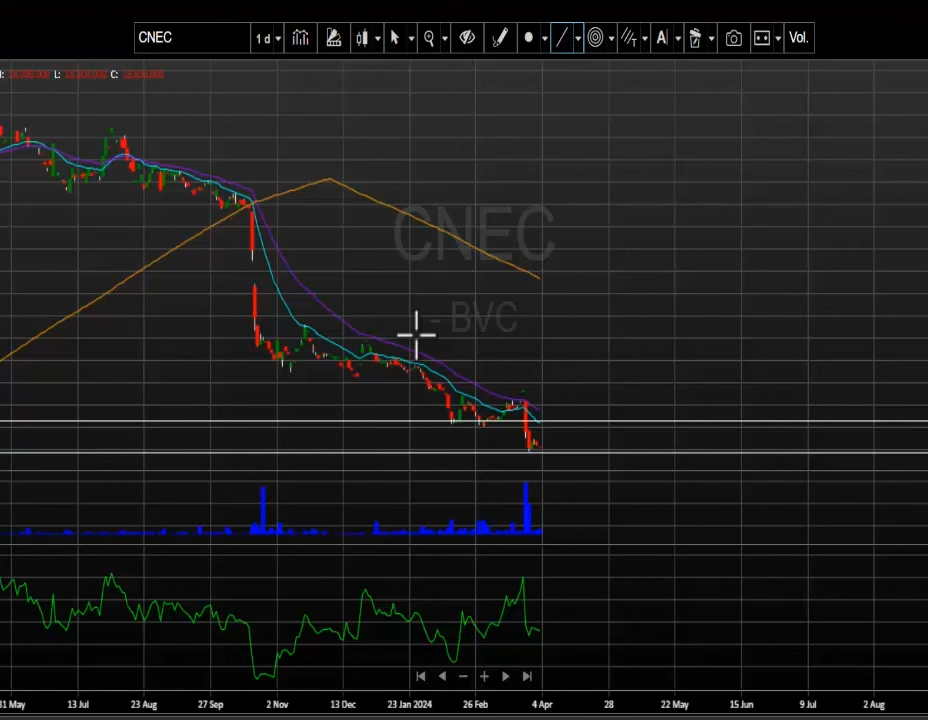 CNEC 1 d T A Vol.
H: L: C:
CNEC
- BVC
31 May 13 Jul 23 Aug 27 Sep 2 Nov 13 Dec 23 Jan 2024 26 Feb 4 Apr 28 22 May 15 Jun 9 Jul 2 Aug